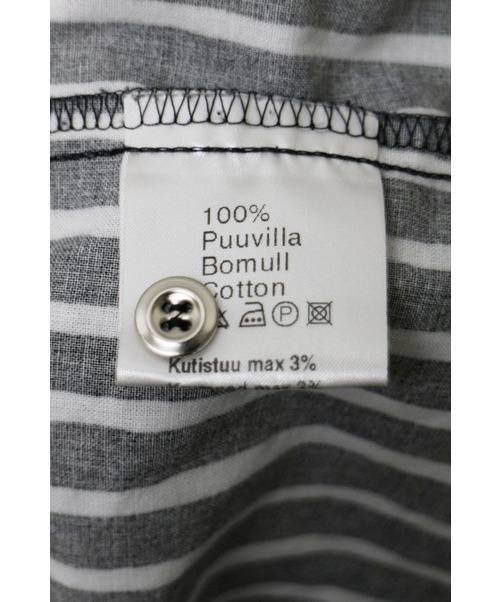 100%
Puuvilla
Bomull
Cotton
P
Kutistuu max 3%